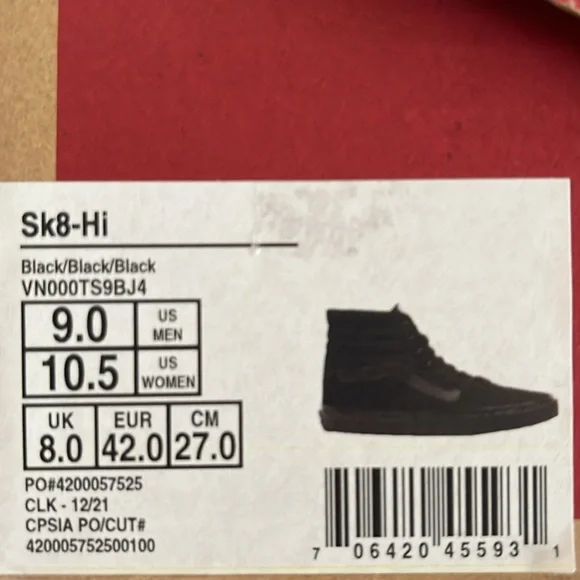 Sk8-Hi
Black/Black/Black
VN000TS9BJ4
9.0 US MEN
10.5 US WOMEN
UK EUR CM
8.0 42.0 27.0
PO#4200057525
CLK - 12/21
CPSIA PO/CUT#
420005752500100
7 06420 45593 1